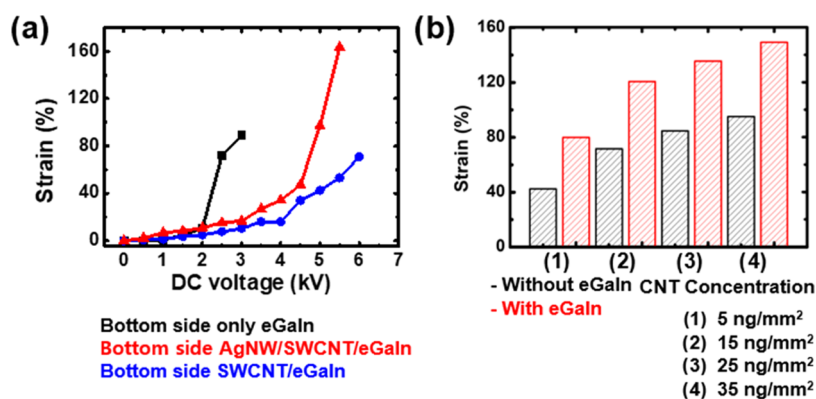 (a)
Strain (%)
160
120
80
40
0
0 1 2 3 4 5 6 7
DC voltage (kV)
Bottom side only eGaIn
Bottom side AgNW/SWCNT/eGaIn
Bottom side SWCNT/eGaIn
(b)
Strain (%)
160
120
80
40
0
(1) (2) (3) (4)
- Without eGaIn CNT Concentration
- With eGaIn
(1) 5 ng/mm²
(2) 15 ng/mm²
(3) 25 ng/mm²
(4) 35 ng/mm²